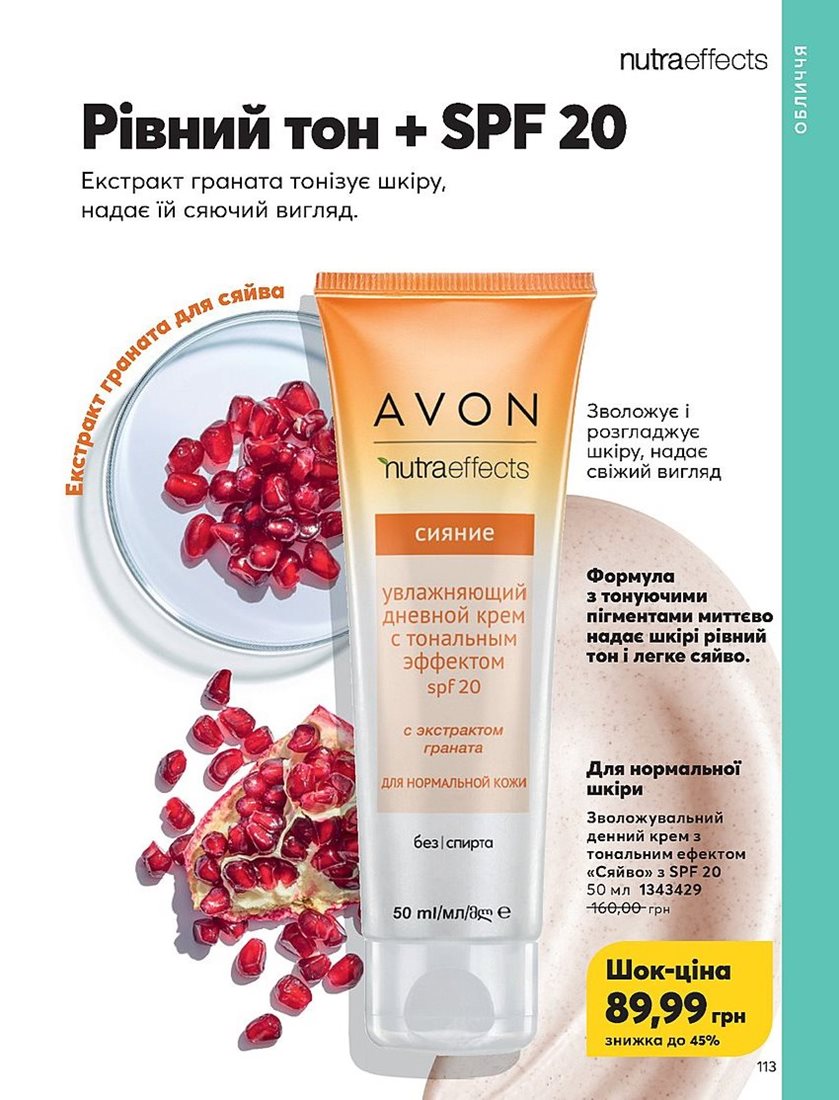 nutraeffects
ОБЛИЧЧЯ
Рівний тон + SPF 20
Екстракт граната тонізує шкіру,
надає їй сяючий вигляд.
Екстракт граната для сяйва
AVON
nutraeffects
сияние
увлажняющий
дневной крем
с тональным
эффектом
spf 20
с экстрактом
граната
ДЛЯ НОРМАЛЬНОЙ КОЖИ
без|спирта
50 ml/мл/მლ e
Зволожує і
розгладжує
шкіру, надає
свіжий вигляд
Формула
з тонуючими
пігментами миттєво
надає шкірі рівний
тон і легке сяйво.
Для нормальної
шкіри
Зволожувальний
денний крем з
тональним ефектом
«Сяйво» з SPF 20
50 мл 1343429
160,00 грн
Шок-ціна
89,99 грн
знижка до 45%
113